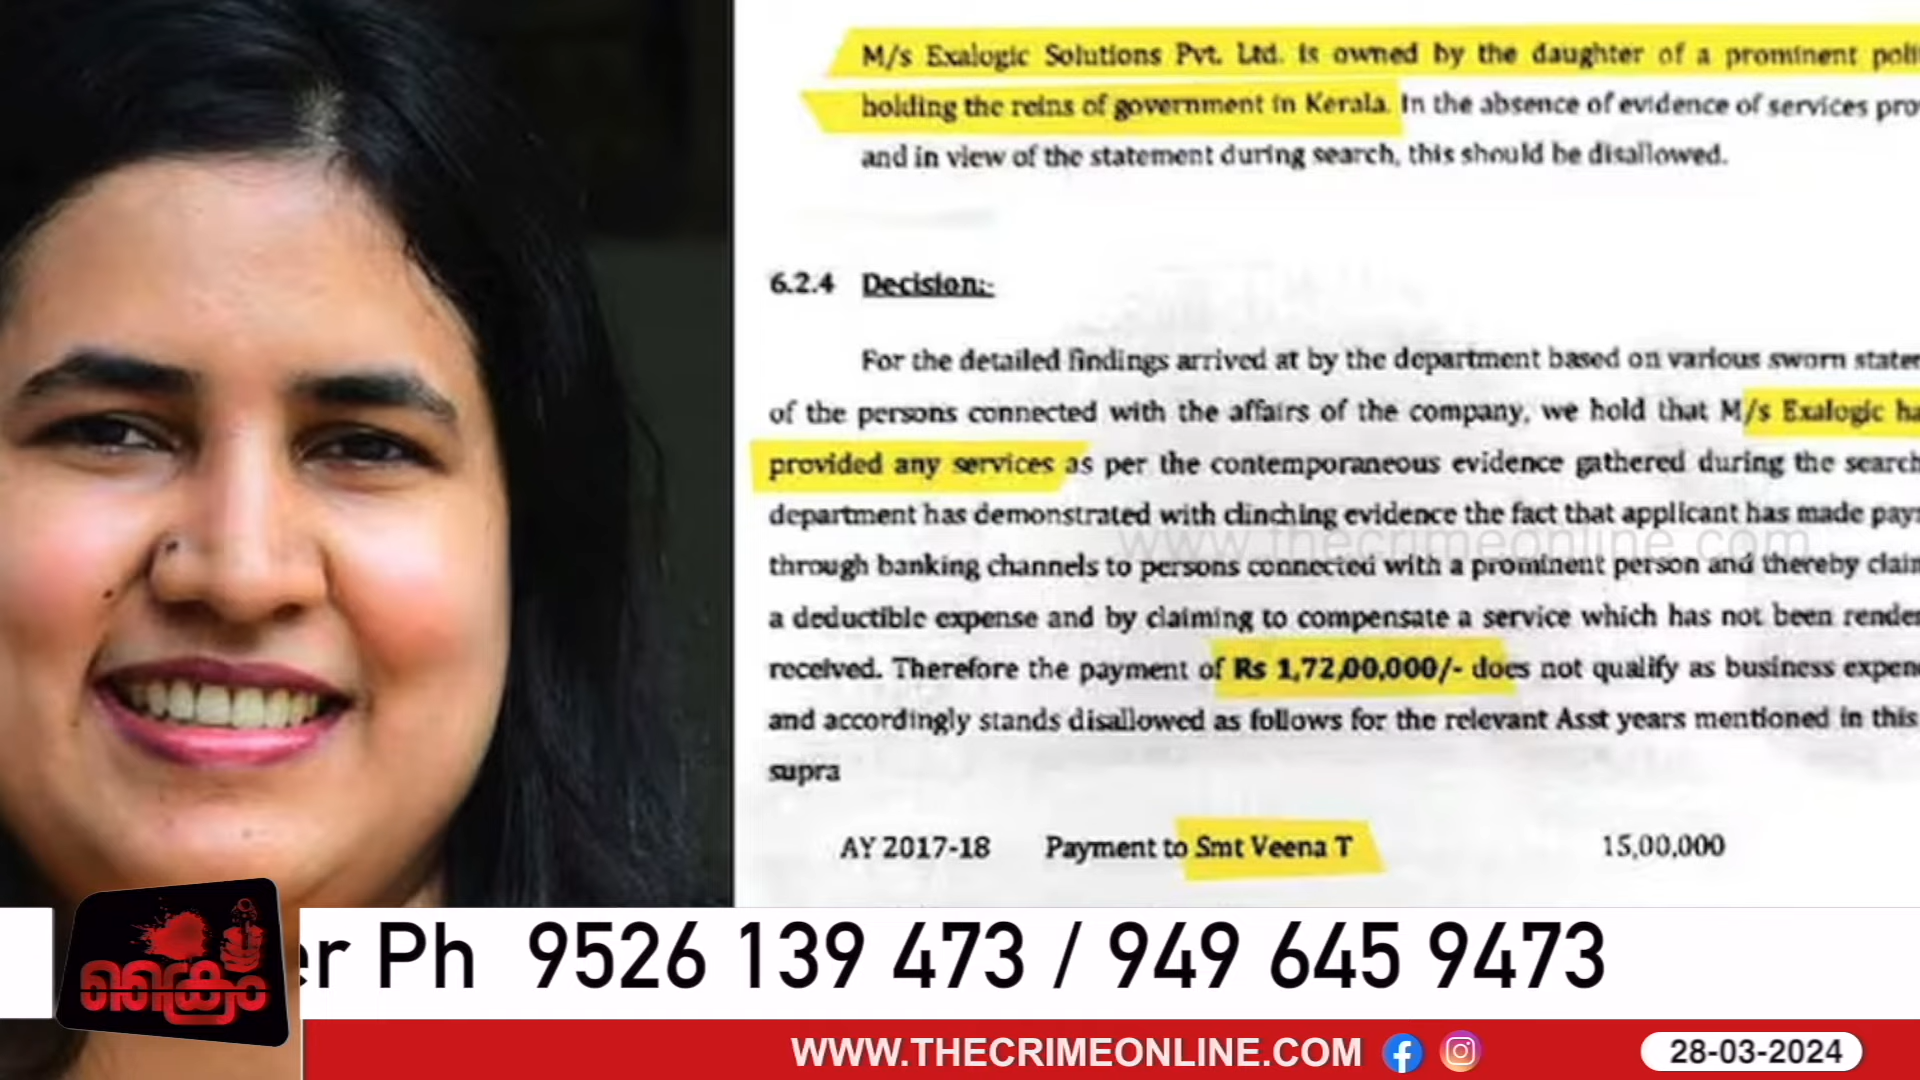 M/s Exalogic Solutions Pvt. Ltd. is owned by the daughter of a prominent poli
holding the reins of government in Kerala. In the absence of evidence of services pro
and in view of the statement during search, this should be disallowed.
6.2.4 Decision:-
For the detailed findings arrived at by the department based on various sworn state
of the persons connected with the affairs of the company, we hold that M/s Exalogic ha
provided any services as per the contemporaneous evidence gathered during the search
department has demonstrated with clinching evidence the fact that applicant has made pay
www.thecrimeonline.com
through banking channels to persons connected with a prominent person and thereby clai
a deductible expense and by claiming to compensate a service which has not been rende
received. Therefore the payment of Rs 1,72,00,000/- does not qualify as business expen
and accordingly stands disallowed as follows for the relevant Asst years mentioned in this
supra
AY 2017-18 Payment to Smt Veena T 15,00,000
er Ph 9526 139 473 / 949 645 9473
ക്രൈം
WWW.THECRIMEONLINE.COM
28-03-2024